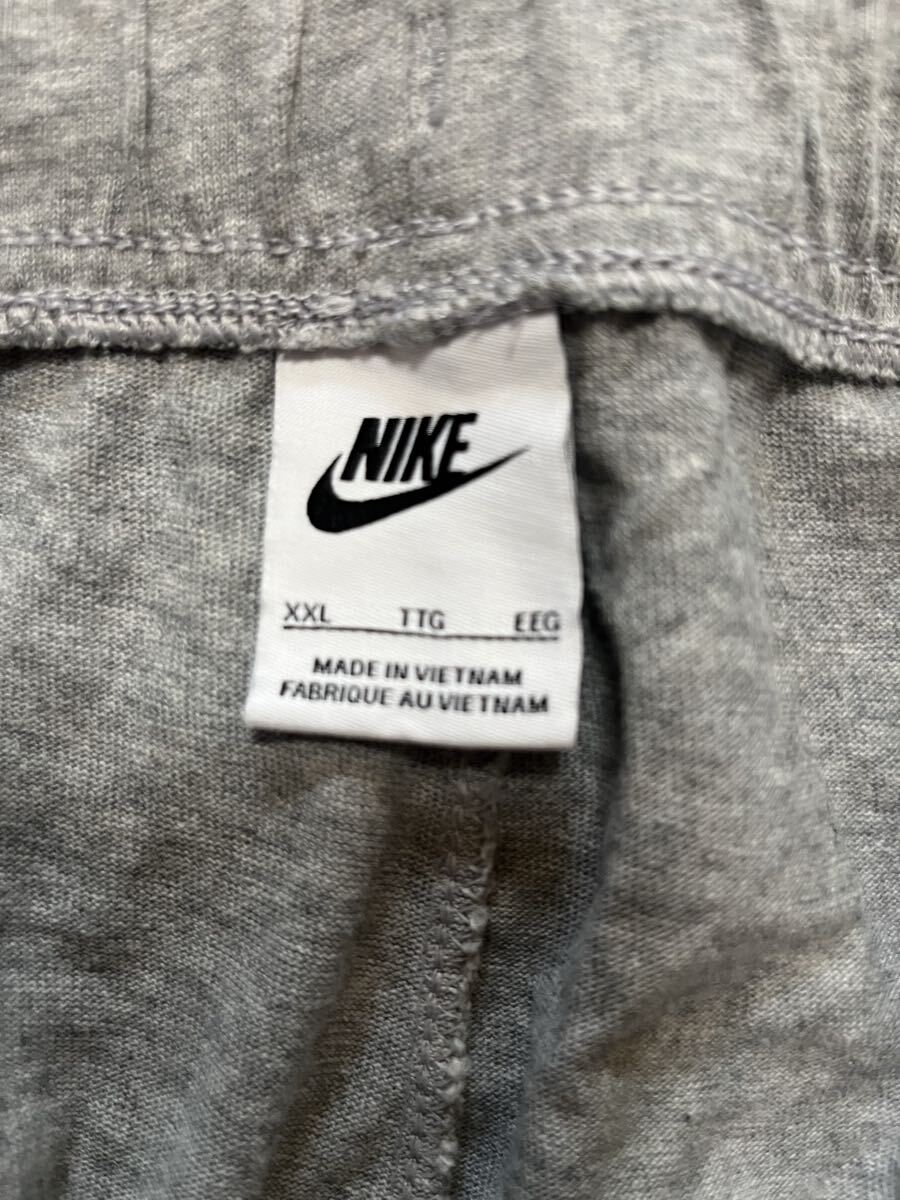 NIKE
XXL TTG EEG
MADE IN VIETNAM
FABRIQUE AU VIETNAM